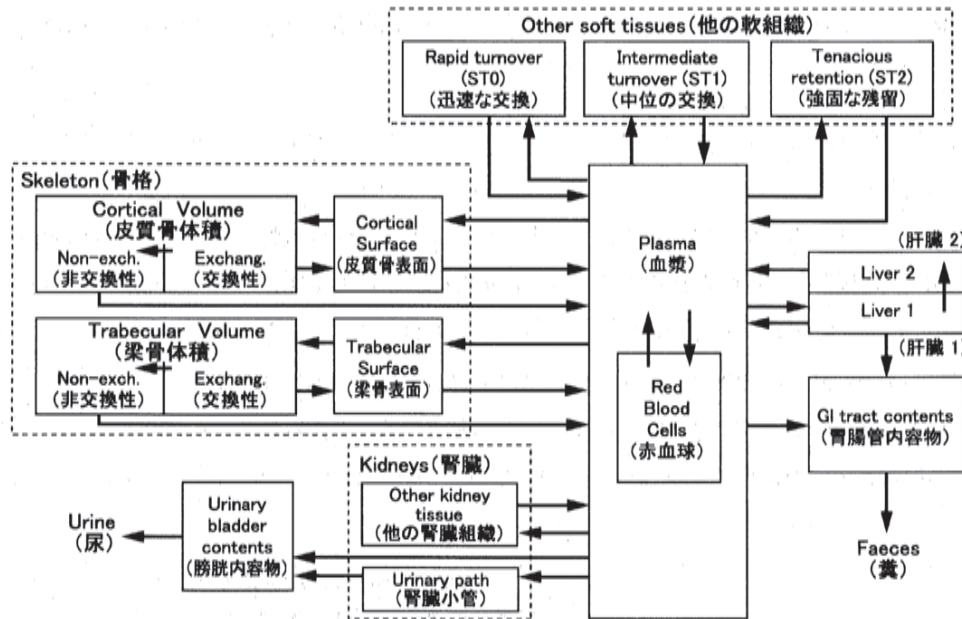 Other soft tissues(他の軟組織)
Rapid turnover
(ST0)
(迅速な交換)
Intermediate
turnover (ST1)
(中位の交換)
Tenacious
retention (ST2)
(強固な残留)
Skeleton(骨格)
Cortical Volume
(皮質骨体積)
Non-exch.
(非交換性)
Exchang.
(交換性)
Cortical
Surface
(皮質骨表面)
Trabecular Volume
(梁骨体積)
Non-exch.
(非交換性)
Exchang.
(交換性)
Trabecular
Surface
(梁骨表面)
Plasma
(血漿)
Red
Blood
Cells
(赤血球)
(肝臓 2)
Liver 2
Liver 1
(肝臓 1)
GI tract contents
(胃腸管内容物)
Faeces
(糞)
Kidneys(腎臓)
Other kidney
tissue
(他の腎臓組織)
Urinary path
(腎臓小管)
Urinary
bladder
contents
(膀胱内容物)
Urine
(尿)